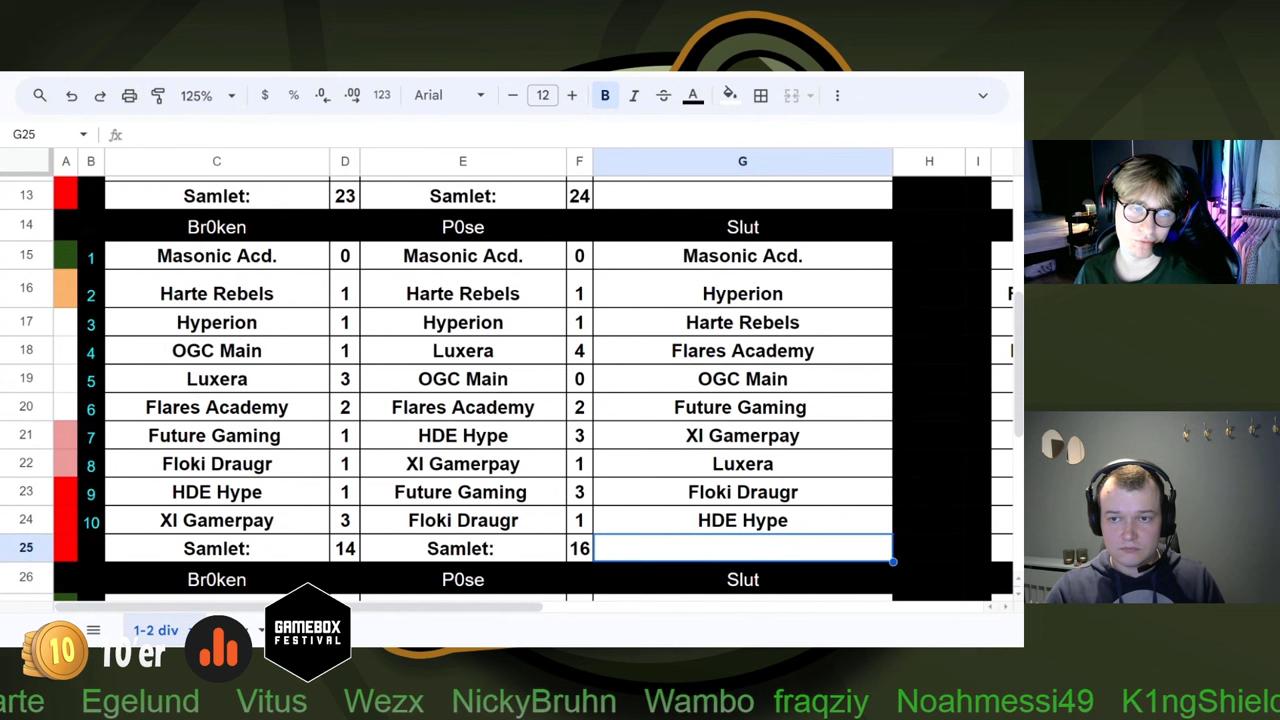 125% $ % .0 .00 123 Arial 12 B I S A
G25 fx
A B C D E F G H I
13 Samlet: 23 Samlet: 24
14 Br0ken P0se Slut
15 1 Masonic Acd. 0 Masonic Acd. 0 Masonic Acd.
16 2 Harte Rebels 1 Harte Rebels 1 Hyperion
17 3 Hyperion 1 Hyperion 1 Harte Rebels
18 4 OGC Main 1 Luxera 4 Flares Academy
19 5 Luxera 3 OGC Main 0 OGC Main
20 6 Flares Academy 2 Flares Academy 2 Future Gaming
21 7 Future Gaming 1 HDE Hype 3 XI Gamerpay
22 8 Floki Draugr 1 XI Gamerpay 1 Luxera
23 9 HDE Hype 1 Future Gaming 3 Floki Draugr
24 10 XI Gamerpay 3 Floki Draugr 1 HDE Hype
25 Samlet: 14 Samlet: 16
26 Br0ken P0se Slut
1-2 div
10 10'er
GAMEBOX
FESTIVAL
arte Egelund Vitus Wezx NickyBruhn Wambo fraqziy Noahmessi49 K1ngShield